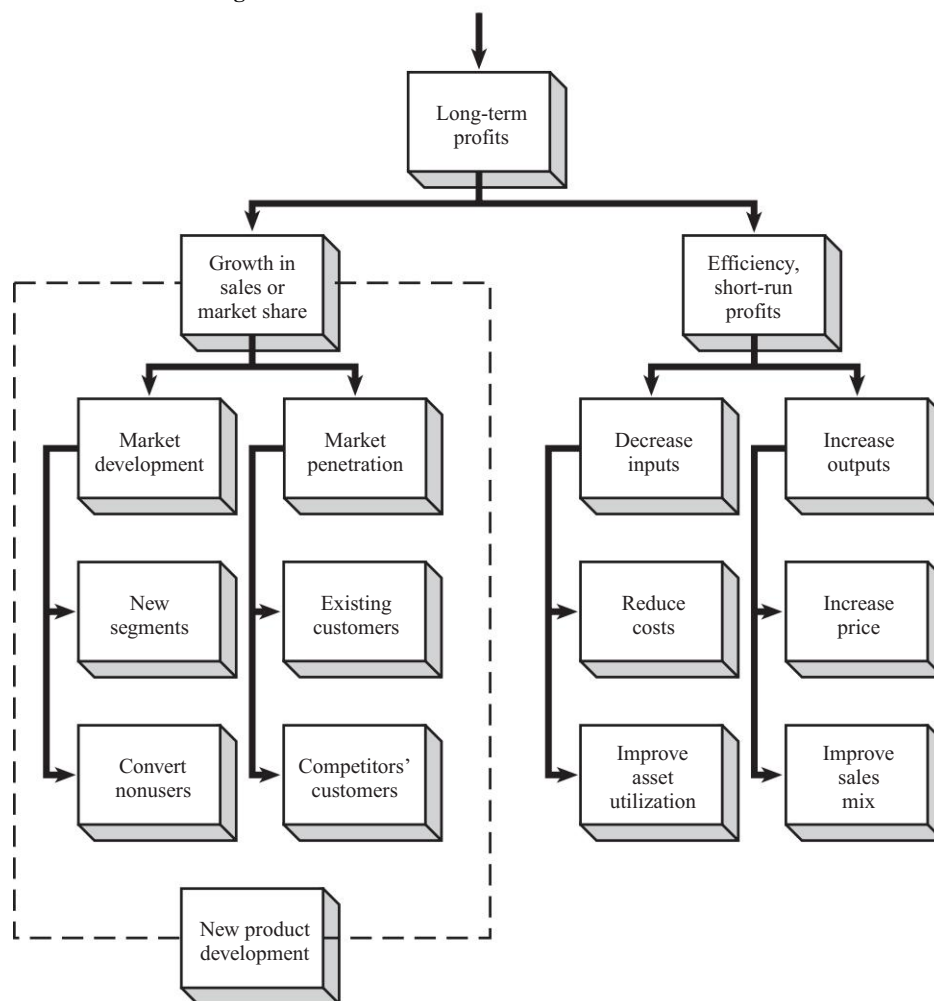 Long-term
profits
Growth in
sales or
market share
Efficiency,
short-run
profits
Market
development
Market
penetration
Decrease
inputs
Increase
outputs
New
segments
Existing
customers
Reduce
costs
Increase
price
Convert
nonusers
Competitors’
customers
Improve
asset
utilization
Improve
sales
mix
New product
development